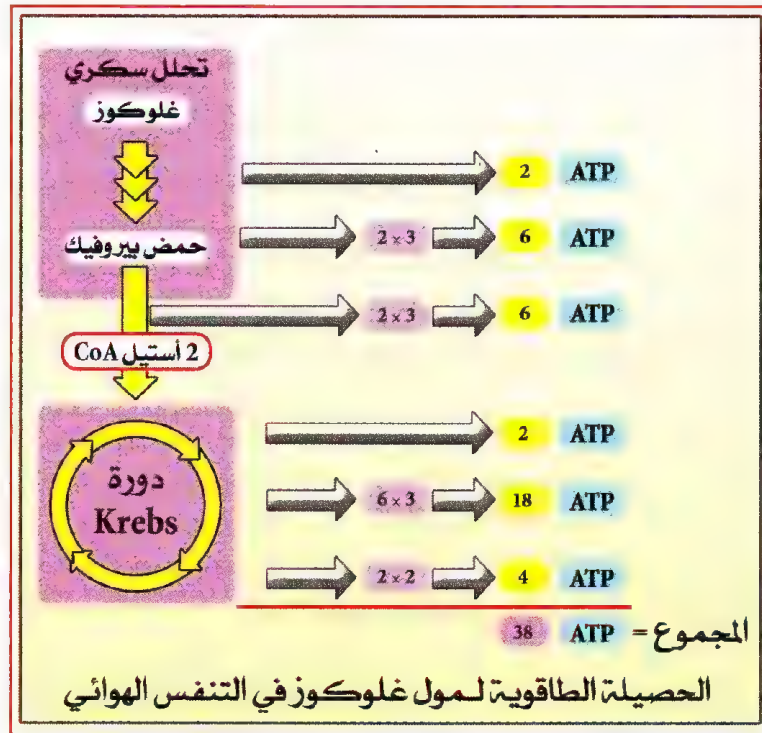 تحلل سكري
غلوكوز
2 ATP
حمض بيروفيك
2 × 3 6 ATP
2 × 3 6 ATP
2 أستيل CoA
2 ATP
دورة
Krebs
6 × 3 18 ATP
2 × 2 4 ATP
المجموع = 38 ATP
الحصيلة الطاقوية لمول غلوكوز في التنفس الهوائي